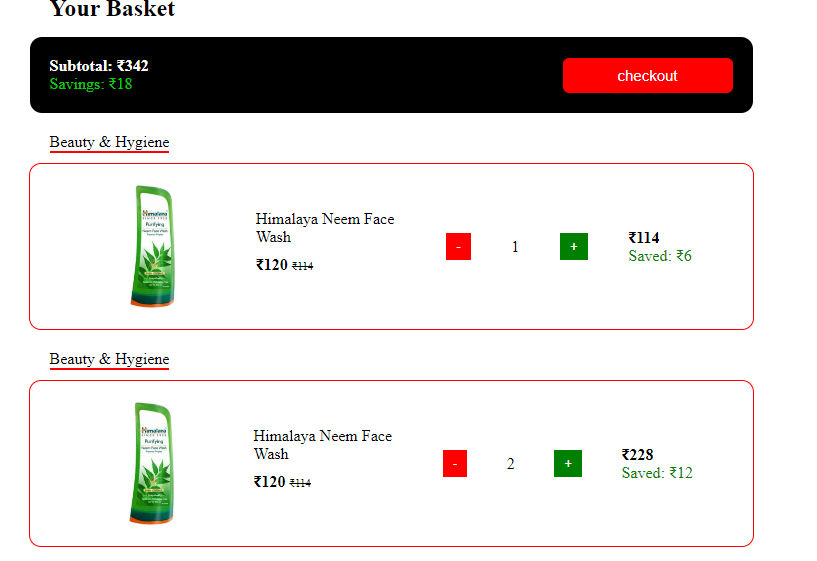 Your Basket
Subtotal: ₹342
Savings: ₹18
checkout
Beauty & Hygiene
Himalaya
Purifying
Neem Face Wash
Himalaya Neem Face
Wash
₹120 ₹114
-
1
+
₹114
Saved: ₹6
Beauty & Hygiene
Himalaya
Purifying
Neem Face Wash
Himalaya Neem Face
Wash
₹120 ₹114
-
2
+
₹228
Saved: ₹12